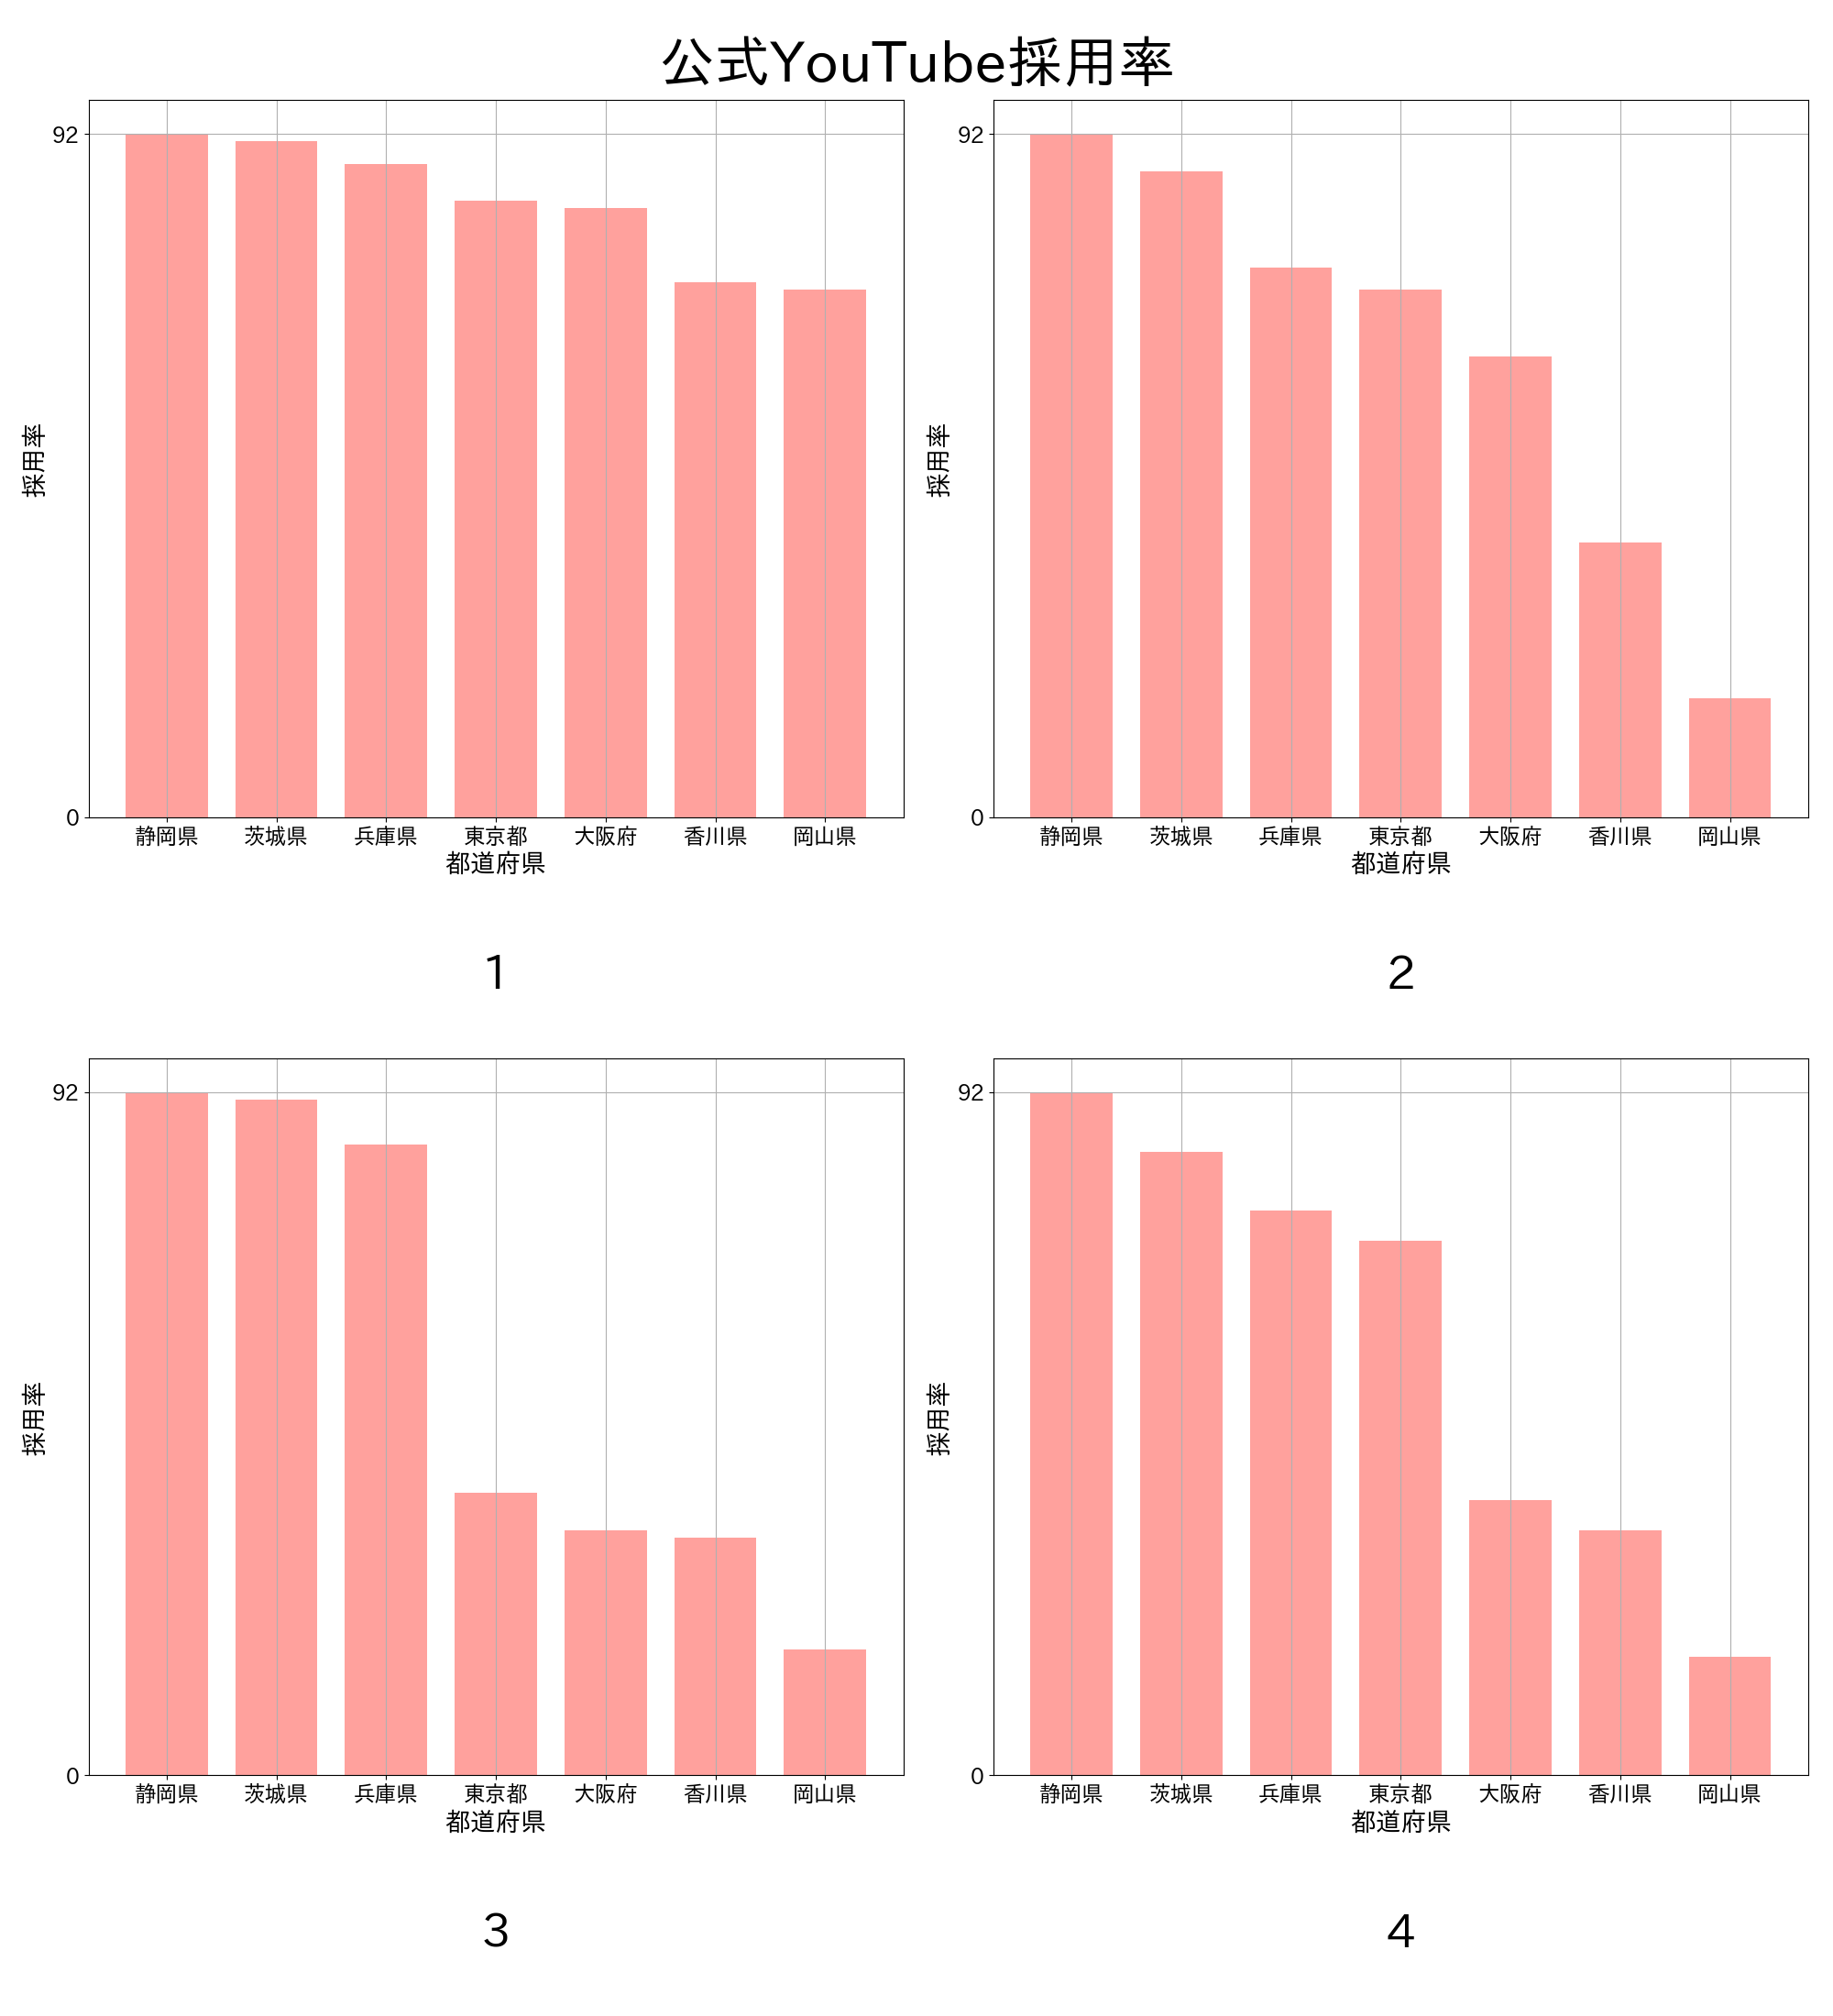 公式YouTube採用率
92
0
採用率
静岡県 茨城県 兵庫県 東京都 大阪府 香川県 岡山県
都道府県
1
92
0
採用率
静岡県 茨城県 兵庫県 東京都 大阪府 香川県 岡山県
都道府県
2
92
0
採用率
静岡県 茨城県 兵庫県 東京都 大阪府 香川県 岡山県
都道府県
3
92
0
採用率
静岡県 茨城県 兵庫県 東京都 大阪府 香川県 岡山県
都道府県
4